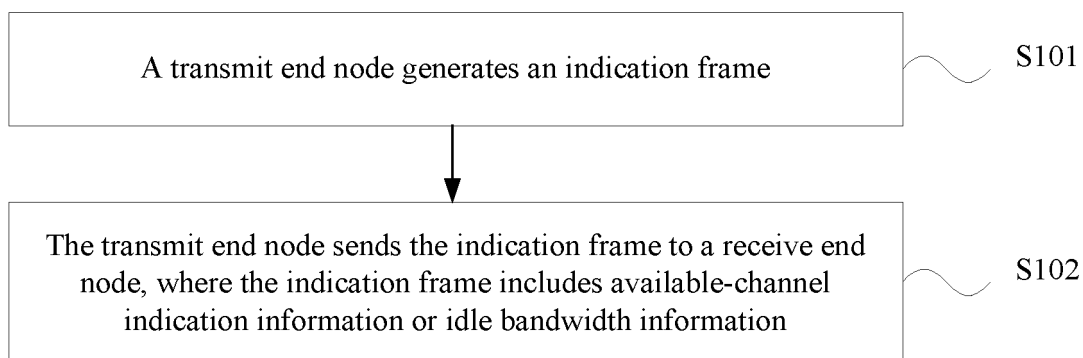 A transmit end node generates an indication frame
S101
The transmit end node sends the indication frame to a receive end
node, where the indication frame includes available-channel
indication information or idle bandwidth information
S102